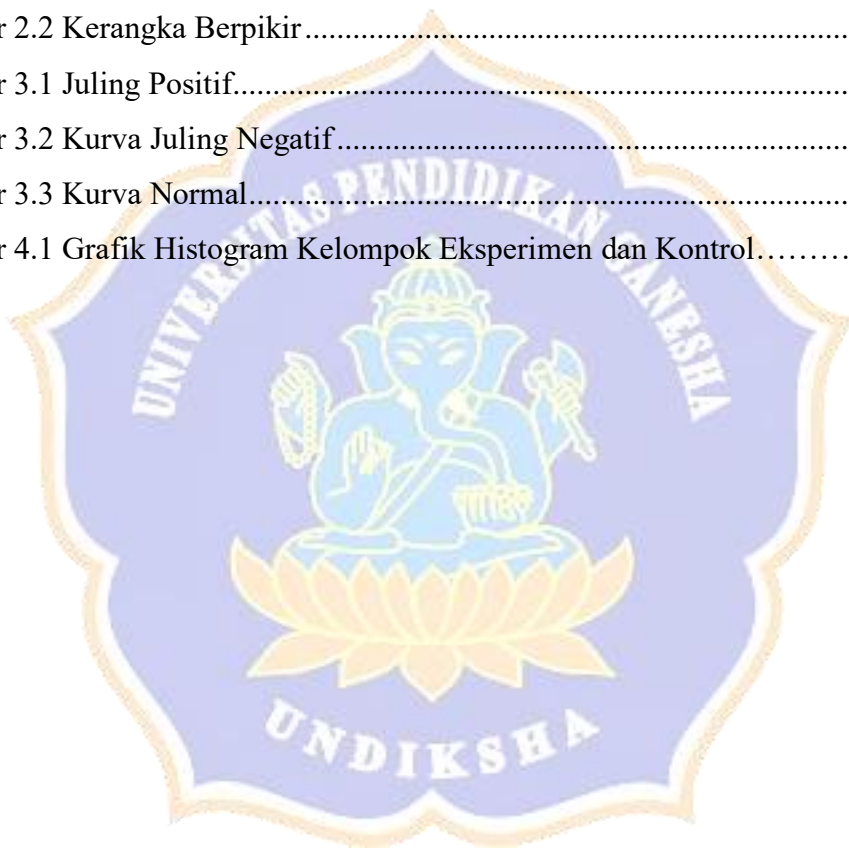 r 2.2 Kerangka Berpikir................................................................
r 3.1 Juling Positif.........................................................................
r 3.2 Kurva Juling Negatif............................................................
r 3.3 Kurva Normal.......................................................................
r 4.1 Grafik Histogram Kelompok Eksperimen dan Kontrol………
UNIVERSITAS PENDIDIKAN GANESHA
UNDIKSHA